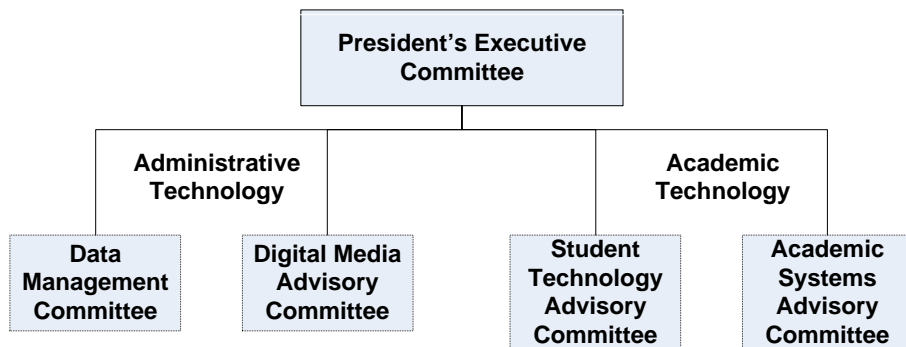 President’s Executive
Committee
Administrative
Technology
Academic
Technology
Data
Management
Committee
Digital Media
Advisory
Committee
Student
Technology
Advisory
Committee
Academic
Systems
Advisory
Committee